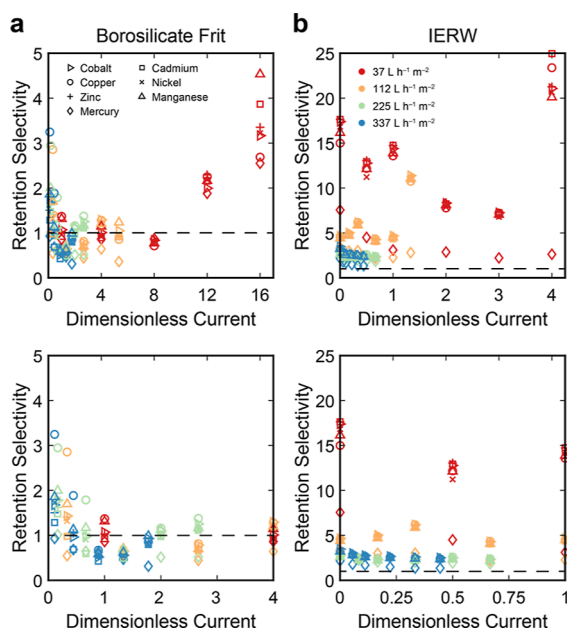 a
Borosilicate Frit
b
IERW
Retention Selectivity
5
4
3
2
1
0
Cobalt
Copper
Zinc
Mercury
Cadmium
Nickel
Manganese
0 4 8 12 16
Dimensionless Current
Retention Selectivity
25
20
15
10
5
0
37 L h⁻¹ m⁻²
112 L h⁻¹ m⁻²
225 L h⁻¹ m⁻²
337 L h⁻¹ m⁻²
0 1 2 3 4
Dimensionless Current
Retention Selectivity
5
4
3
2
1
0
0 1 2 3 4
Dimensionless Current
Retention Selectivity
25
20
15
10
5
0
0 0.25 0.5 0.75 1
Dimensionless Current